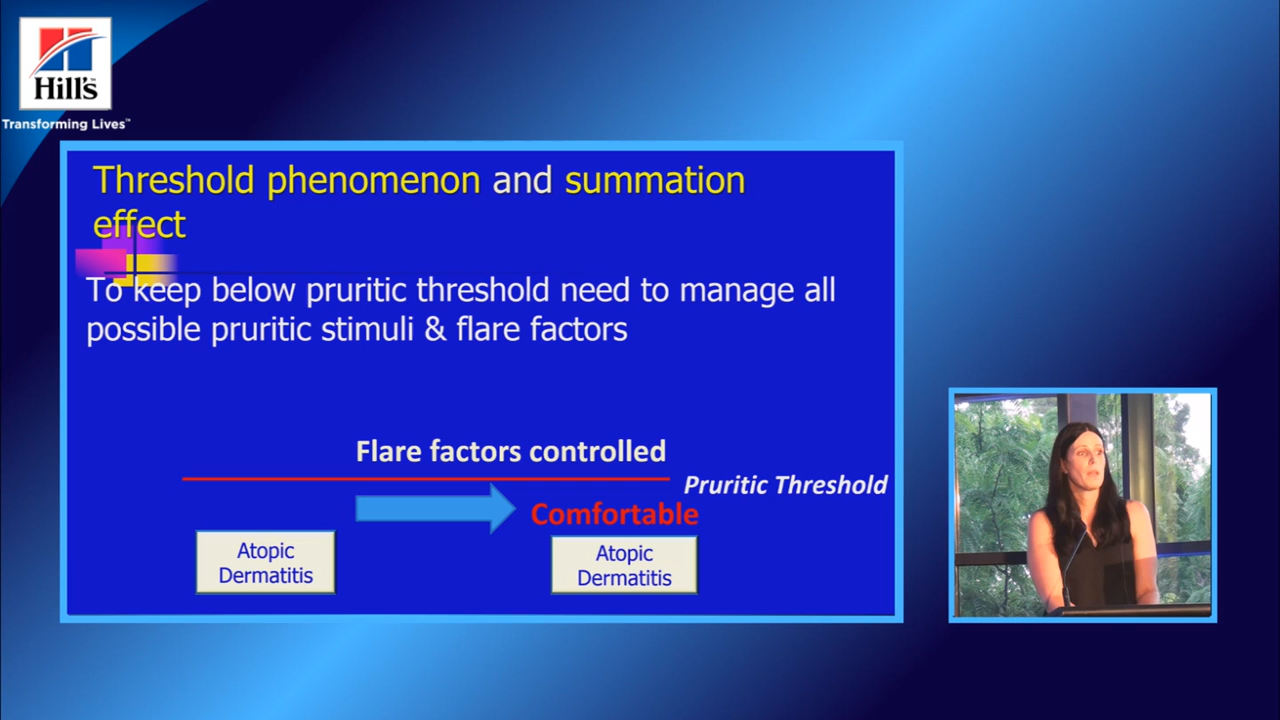 Hill's
Transforming Lives™
Threshold phenomenon and summation
effect
To keep below pruritic threshold need to manage all
possible pruritic stimuli & flare factors
Flare factors controlled
Pruritic Threshold
Comfortable
Atopic
Dermatitis
Atopic
Dermatitis